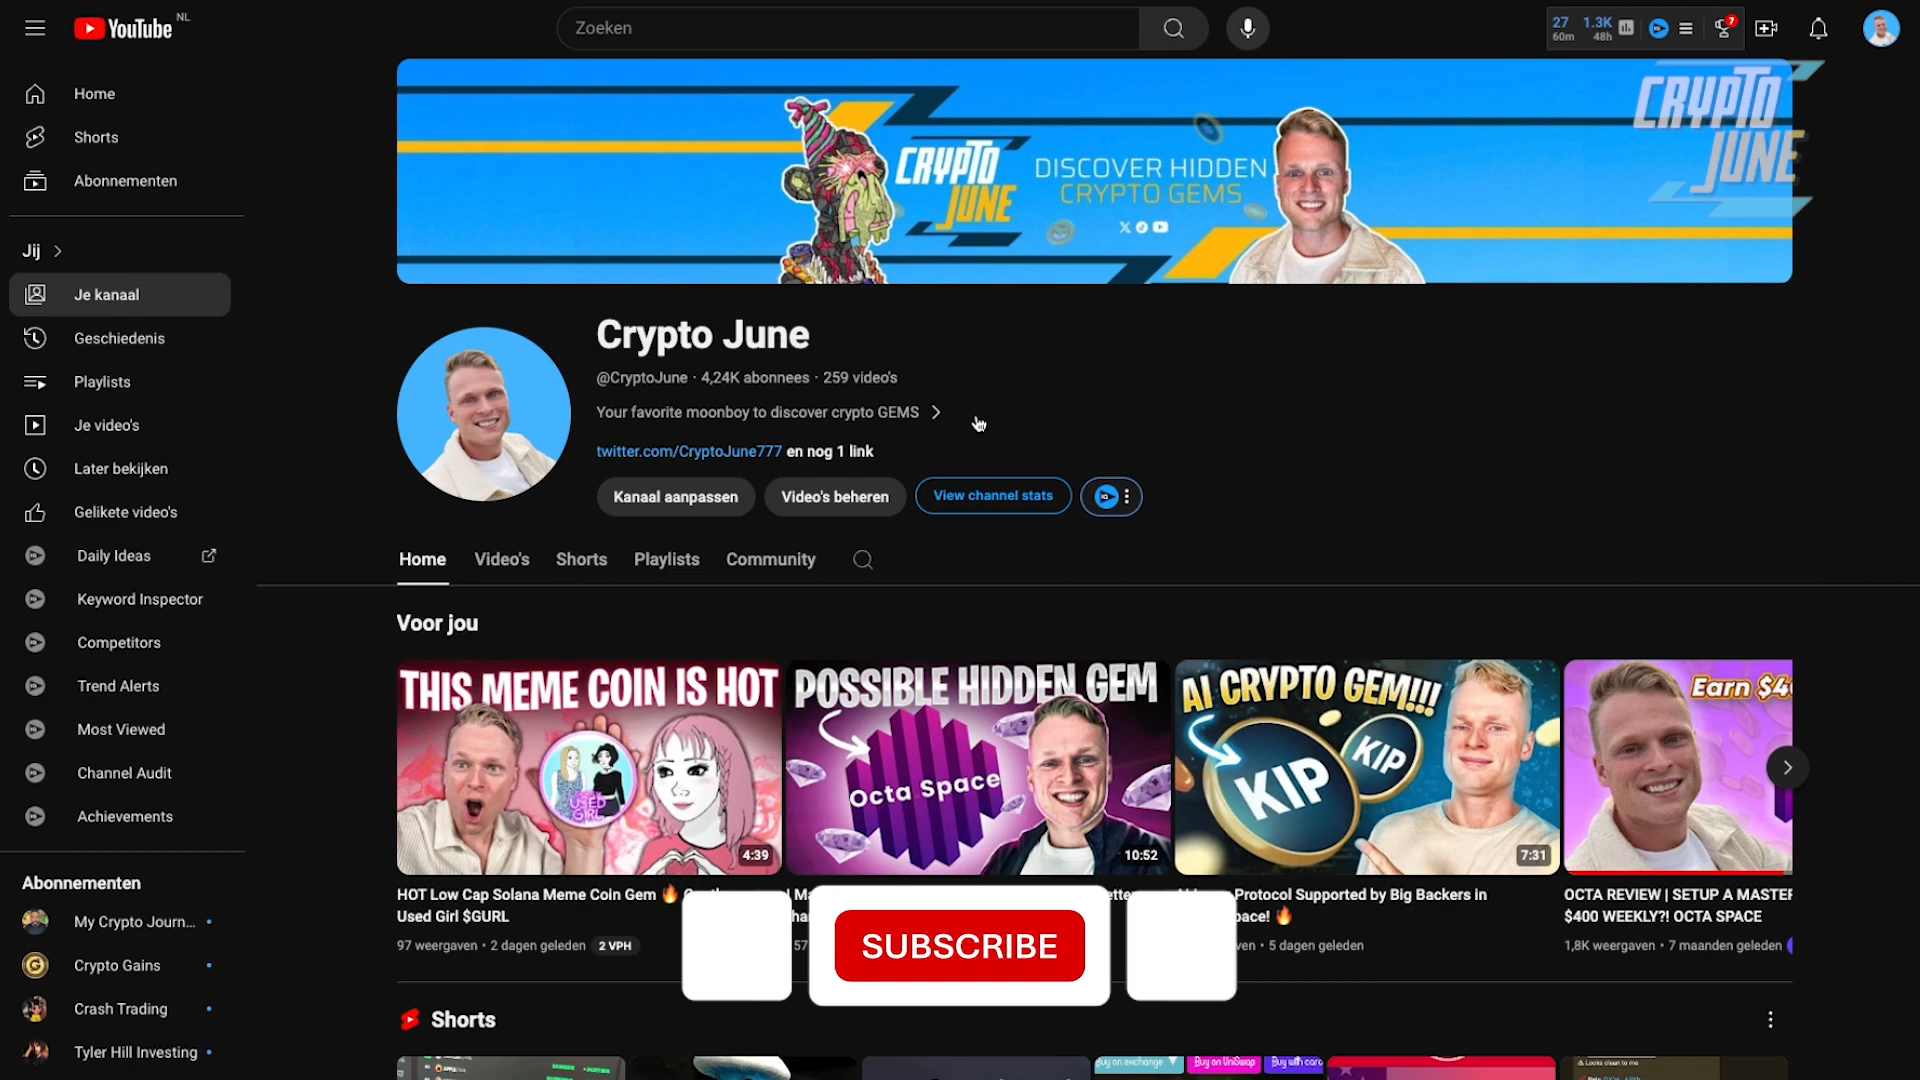 YouTube NL
Zoeken
27 1.3K
60m 48h
7
Home
Shorts
Abonnementen
Jij
Je kanaal
Geschiedenis
Playlists
Je video's
Later bekijken
Gelikete video's
Daily Ideas
Keyword Inspector
Competitors
Trend Alerts
Most Viewed
Channel Audit
Achievements
Abonnementen
My Crypto Journ...
Crypto Gains
Crash Trading
Tyler Hill Investing
CRYPTO
JUNE
DISCOVER HIDDEN
CRYPTO GEMS
CRYPTO
JUNE
Crypto June
@CryptoJune · 4,24K abonnees · 259 video's
Your favorite moonboy to discover crypto GEMS
twitter.com/CryptoJune777 en nog 1 link
Kanaal aanpassen
Video's beheren
View channel stats
Home
Video's
Shorts
Playlists
Community
Voor jou
THIS MEME COIN IS HOT
USED
GIRL
4:39
HOT Low Cap Solana Meme Coin Gem 🔥
Used Girl $GURL
97 weergaven • 2 dagen geleden 2 VPH
POSSIBLE HIDDEN GEM
Octa Space
10:52
AI CRYPTO GEM!!!
KIP
KIP
7:31
Protocol Supported by Big Backers in
5 dagen geleden
Earn $4
OCTA REVIEW | SETUP A MASTER
$400 WEEKLY?! OCTA SPACE
1,8K weergaven • 7 maanden geleden
SUBSCRIBE
Shorts
Buy on exchange
Buy on UniSwap
Buy with card